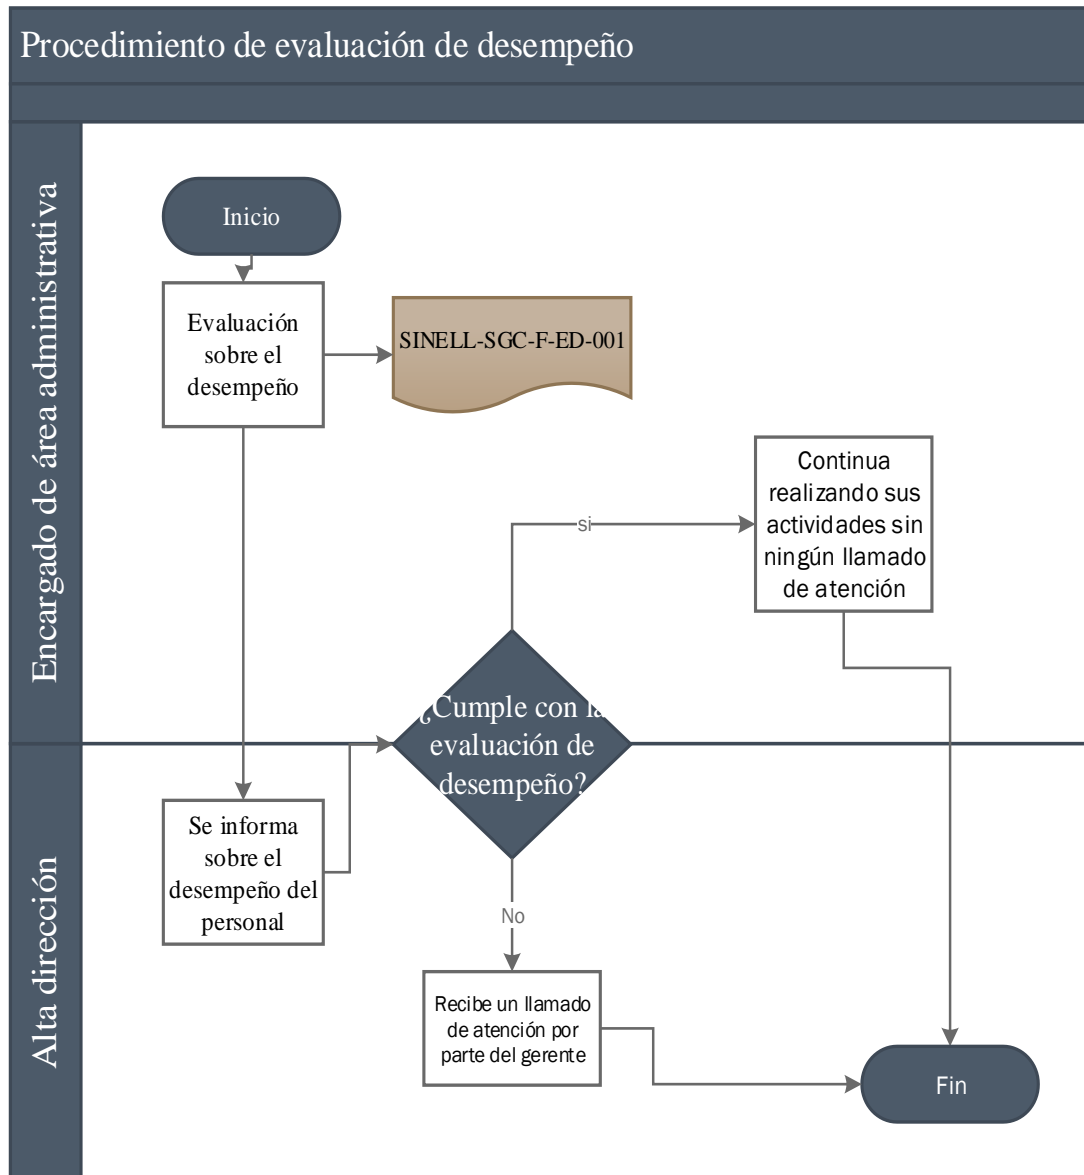 Procedimiento de evaluación de desempeño
Encargado de área administrativa
Inicio
Evaluación
sobre el
desempeño
SINELL-SGC-F-ED-001
Continua
realizando sus
actividades sin
ningún llamado
de atención
si
¿Cumple con la
evaluación de
desempeño?
Alta dirección
Se informa
sobre el
desempeño del
personal
No
Recibe un llamado
de atención por
parte del gerente
Fin